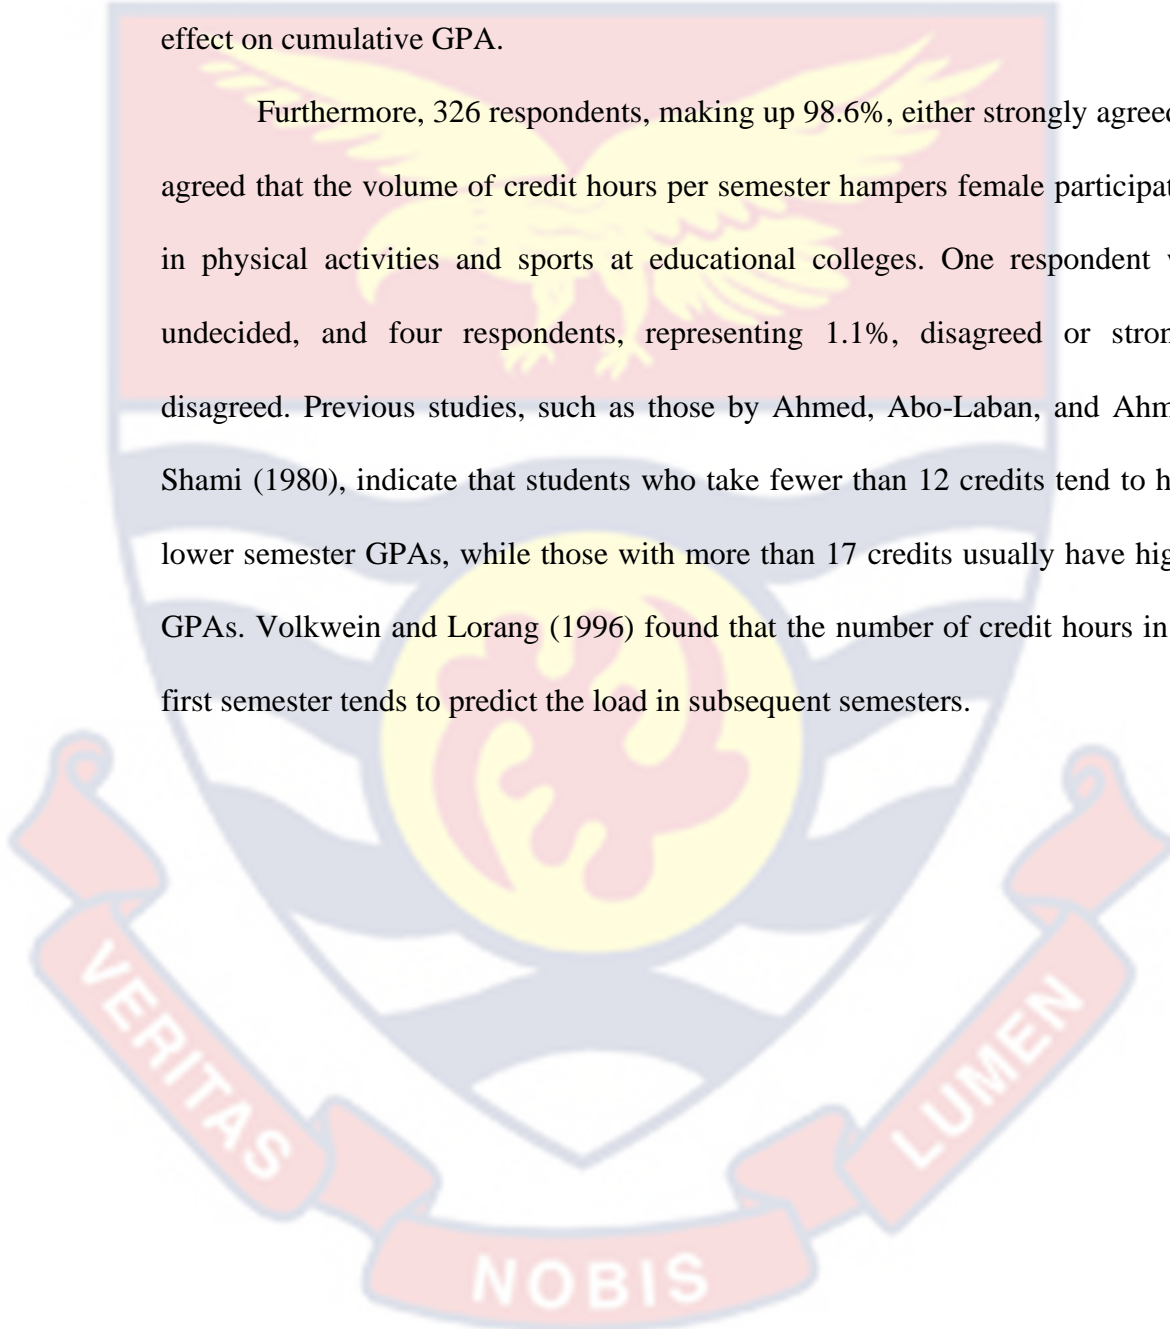 effect on cumulative GPA.
Furthermore, 326 respondents, making up 98.6%, either strongly agreed
agreed that the volume of credit hours per semester hampers female participat
in physical activities and sports at educational colleges. One respondent
undecided, and four respondents, representing 1.1%, disagreed or stron
disagreed. Previous studies, such as those by Ahmed, Abo-Laban, and Ahm
Shami (1980), indicate that students who take fewer than 12 credits tend to h
lower semester GPAs, while those with more than 17 credits usually have hig
GPAs. Volkwein and Lorang (1996) found that the number of credit hours in
first semester tends to predict the load in subsequent semesters.
VERITAS
NOBIS
LUMEN